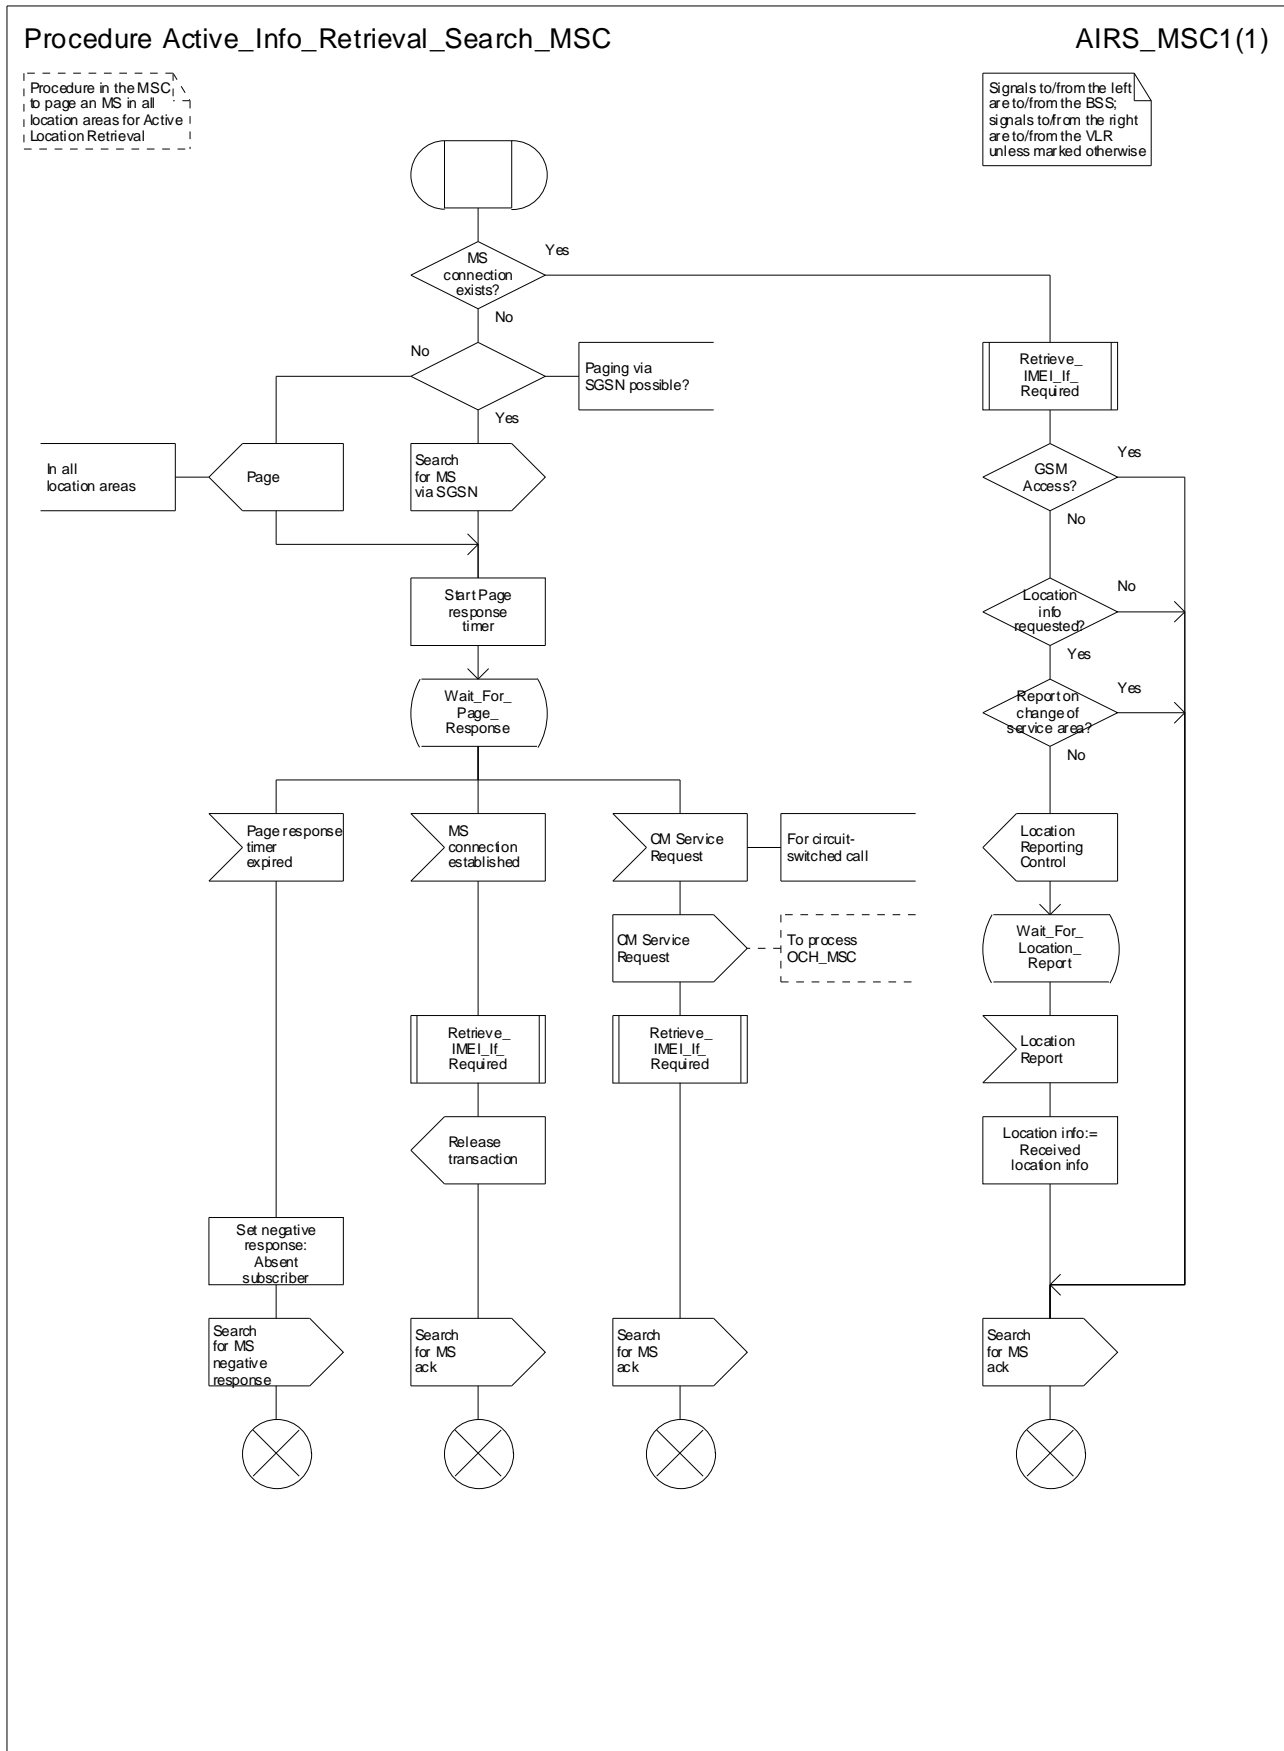 Procedure Active_Info_Retrieval_Search_MSC
AIRS_MSC1(1)
Procedure in the MSC
to page an MS in all
location areas for Active
Location Retrieval
Signals to/from the left
are to/from the BSS;
signals to/from the right
are to/from the VLR
unless marked otherwise
MS
connection
exists?
Yes
No
No
Paging via
SGSN possible?
Yes
Retrieve_
IMEI_If_
Required
In all
location areas
Page
Search
for MS
via SGSN
GSM
Access?
Yes
No
Start Page
response
timer
Location
info
requested?
No
Yes
Wait_For_
Page_
Response
Report on
change of
service area?
Yes
No
Page response
timer
expired
MS
connection
established
CM Service
Request
For circuit-
switched call
Location
Reporting
Control
CM Service
Request
To process
OCH_MSC
Wait_For_
Location_
Report
Retrieve_
IMEI_If_
Required
Retrieve_
IMEI_If_
Required
Location
Report
Release
transaction
Location info:=
Received
location info
Set negative
response:
Absent
subscriber
Search
for MS
negative
response
Search
for MS
ack
Search
for MS
ack
Search
for MS
ack